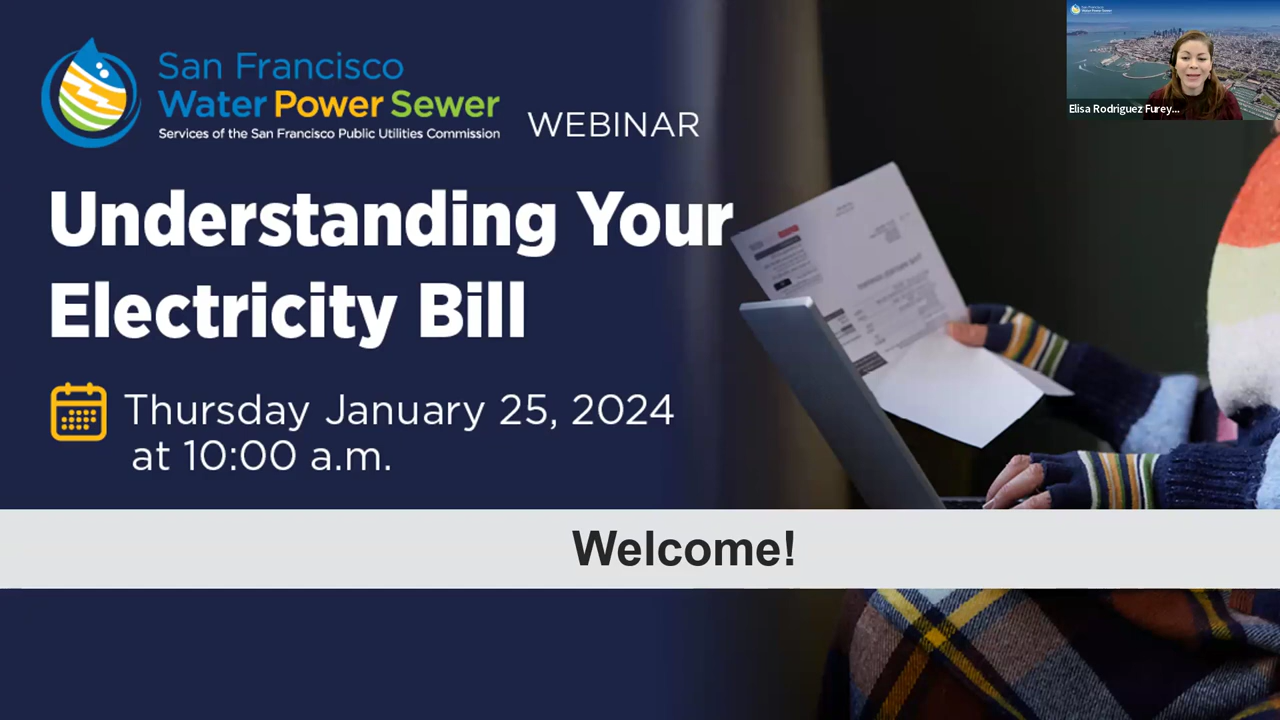 San Francisco
Water Power Sewer
Services of the San Francisco Public Utilities Commission
WEBINAR
Understanding Your
Electricity Bill
Thursday January 25, 2024
at 10:00 a.m.
Welcome!
Elisa Rodriguez Furey...